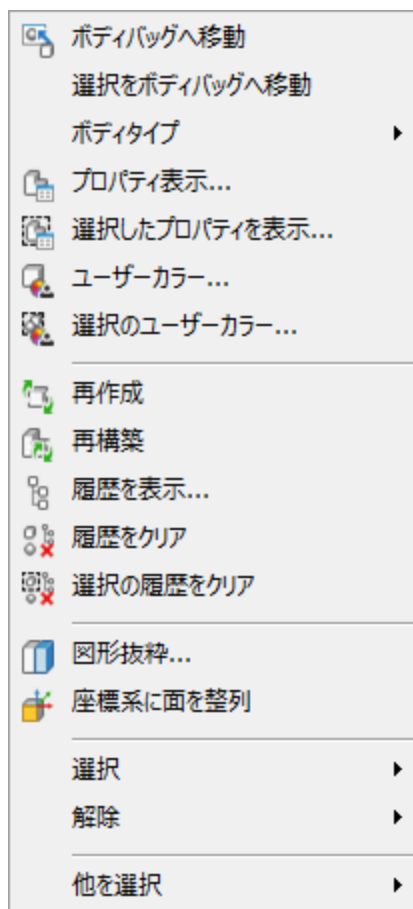 ボディバッグへ移動
選択をボディバッグへ移動
ボディタイプ
プロパティ表示...
選択したプロパティを表示...
ユーザーカラー...
選択のユーザーカラー...
再作成
再構築
履歴を表示...
履歴をクリア
選択の履歴をクリア
図形抜粋...
座標系に面を整列
選択
解除
他を選択